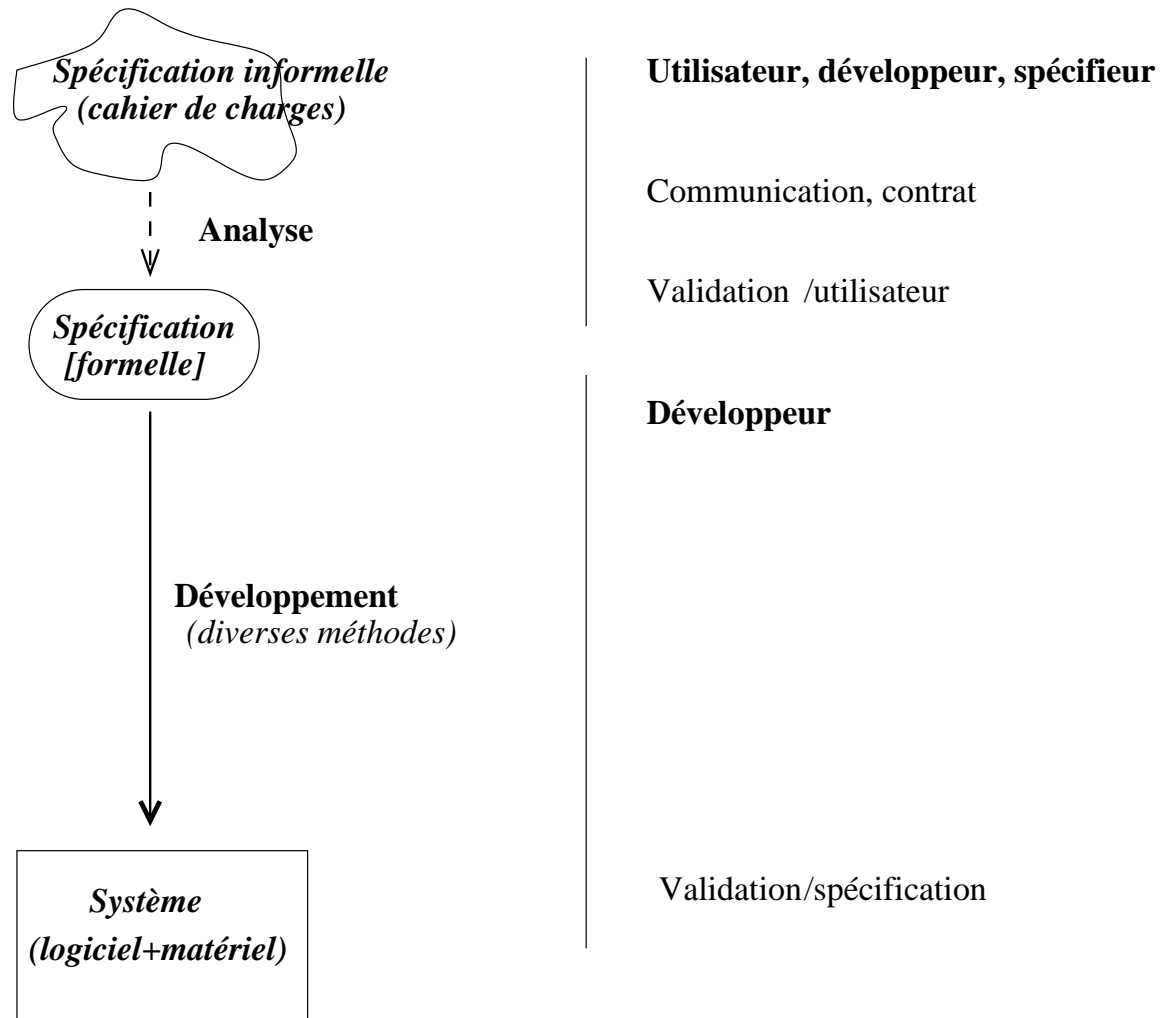 Spécification informelle
(cahier de charges)
Utilisateur, développeur, spécifieur
Communication, contrat
Analyse
Validation /utilisateur
Spécification
[formelle]
Développeur
Développement
(diverses méthodes)
Validation/spécification
Système
(logiciel+matériel)